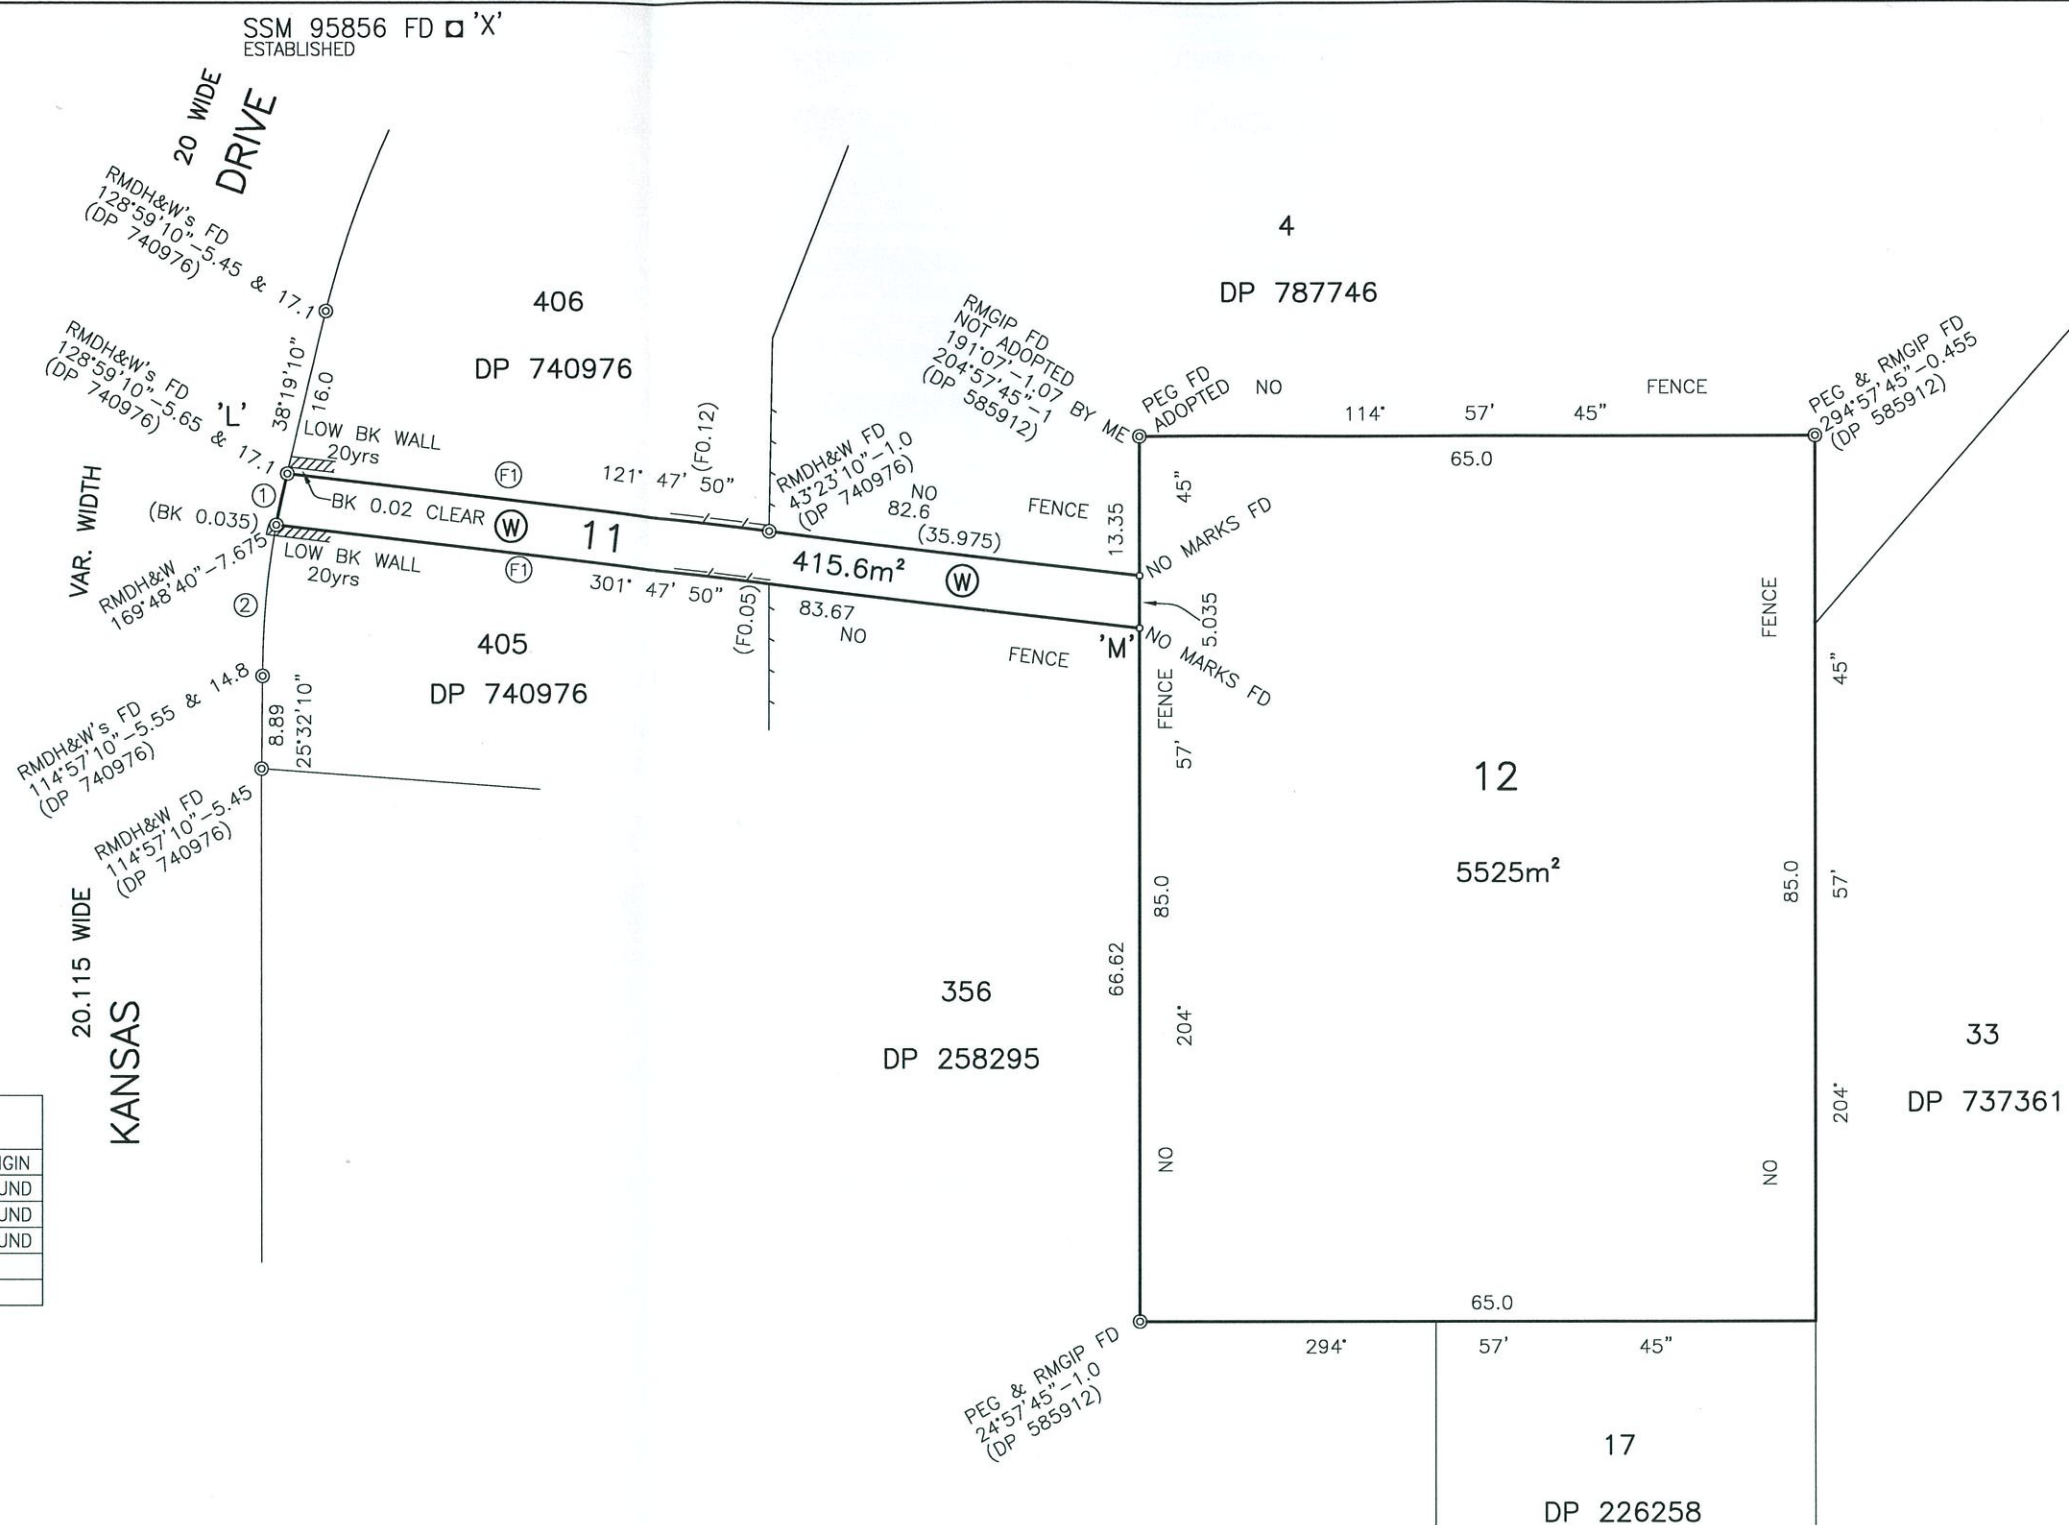 SSM 95856 FD 'X'
ESTABLISHED
20 WIDE
DRIVE
RMDH&W's FD
128°59'10"-5.45 & 17.1
(DP 740976)
4
DP 787746
406
DP 740976
RMGIP FD
NOT ADOPTED
191°07'-1.07 BY ME
204°57'45"-1
(DP 585912)
PEG FD
ADOPTED
NO FENCE
114° 57' 45"
65.0
PEG & RMGIP FD
294°57'45"-0.455
(DP 585912)
RMDH&W's FD
128°59'10"-5.65 & 17.1
(DP 740976)
'L'
38°19'10"
16.0
LOW BK WALL
20yrs
F1
121° 47' 50"
(F0.12)
RMDH&W FD
43°23'10"-1.0
(DP 740976)
NO FENCE
82.6
(35.975)
13.35
45"
NO MARKS FD
VAR. WIDTH
1
(BK 0.035)
BK 0.02 CLEAR
W
11
415.6m²
W
RMDH&W
169°48'40"-7.675
LOW BK WALL
20yrs
F1
301° 47' 50"
(F0.05)
83.67
NO FENCE
5.035
'M'
NO MARKS FD
2
405
DP 740976
RMDH&W's FD
114°57'10"-5.55 & 14.8
(DP 740976)
8.89
25°32'10"
RMDH&W FD
114°57'10"-5.45
(DP 740976)
FENCE
57'
85.0
66.62
204°
NO
12
5525m²
FENCE
45"
85.0
57'
204°
NO
20.115 WIDE
KANSAS
356
DP 258295
33
DP 737361
GIN
UND
UND
UND
65.0
294° 57' 45"
PEG & RMGIP FD
24°57'45"-1.0
(DP 585912)
17
DP 226258